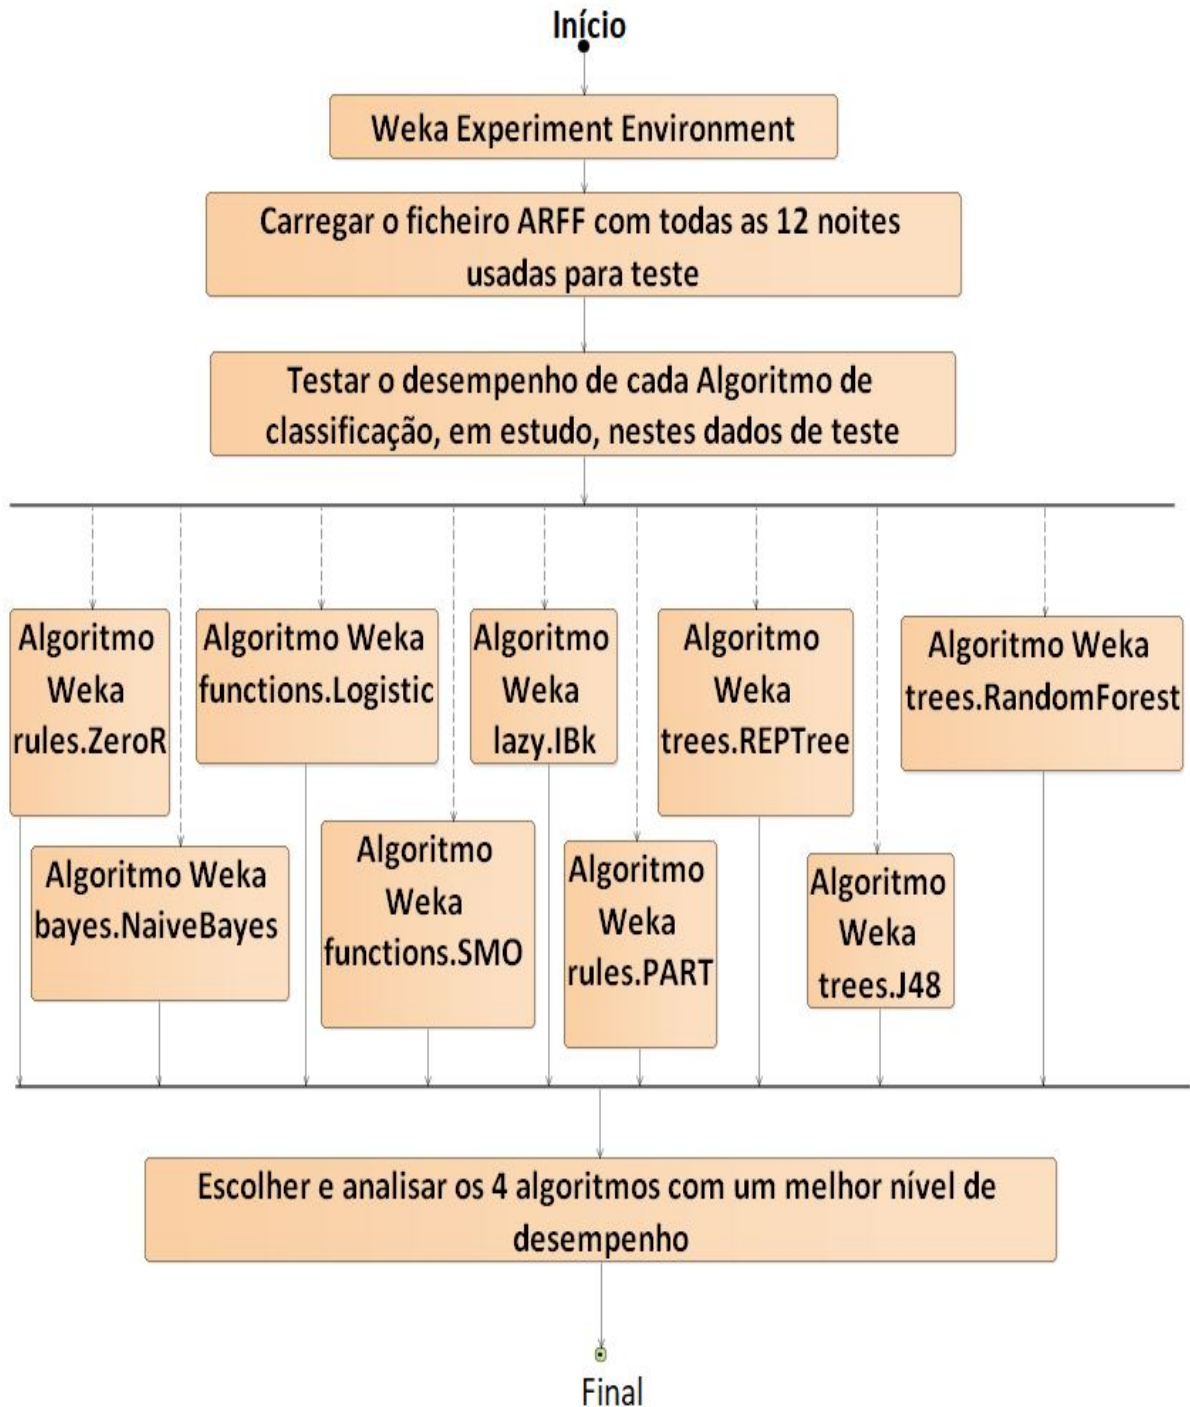 Início
Weka Experiment Environment
Carregar o ficheiro ARFF com todas as 12 noites
usadas para teste
Testar o desempenho de cada Algoritmo de
classificação, em estudo, nestes dados de teste
Algoritmo
Weka
rules.ZeroR
Algoritmo Weka
bayes.NaiveBayes
Algoritmo Weka
functions.Logistic
Algoritmo
Weka
functions.SMO
Algoritmo
Weka
lazy.IBk
Algoritmo
Weka
rules.PART
Algoritmo
Weka
trees.REPTree
Algoritmo
Weka
trees.J48
Algoritmo Weka
trees.RandomForest
Escolher e analisar os 4 algoritmos com um melhor nível de
desempenho
Final